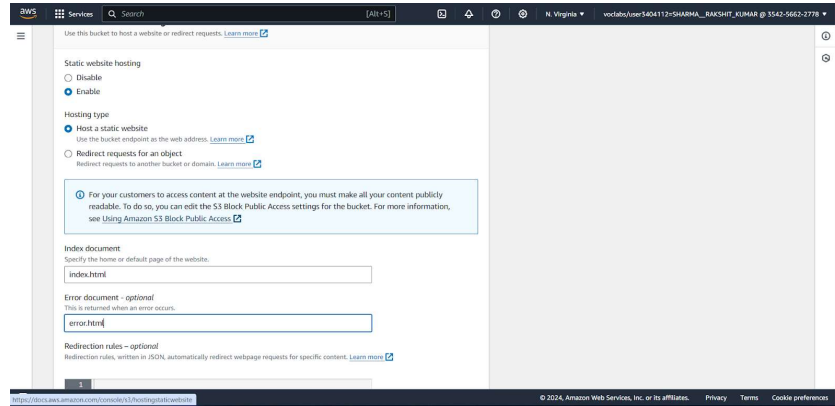 aws Services Search [Alt+S] N. Virginia ▼ voclabs/user3404112=SHARMA__RAKSHIT_KUMAR @ 3542-5662-2778 ▼
Use this bucket to host a website or redirect requests. Learn more
Static website hosting
Disable
Enable
Hosting type
Host a static website
Use the bucket endpoint as the web address. Learn more
Redirect requests for an object
Redirect requests to another bucket or domain. Learn more
For your customers to access content at the website endpoint, you must make all your content publicly
readable. To do so, you can edit the S3 Block Public Access settings for the bucket. For more information,
see Using Amazon S3 Block Public Access
Index document
Specify the home or default page of the website.
index.html
Error document - optional
This is returned when an error occurs.
error.html
Redirection rules – optional
Redirection rules, written in JSON, automatically redirect webpage requests for specific content. Learn more
1
https://docs.aws.amazon.com/console/s3/hostingstaticwebsite © 2024, Amazon Web Services, Inc. or its affiliates. Privacy Terms Cookie preferences